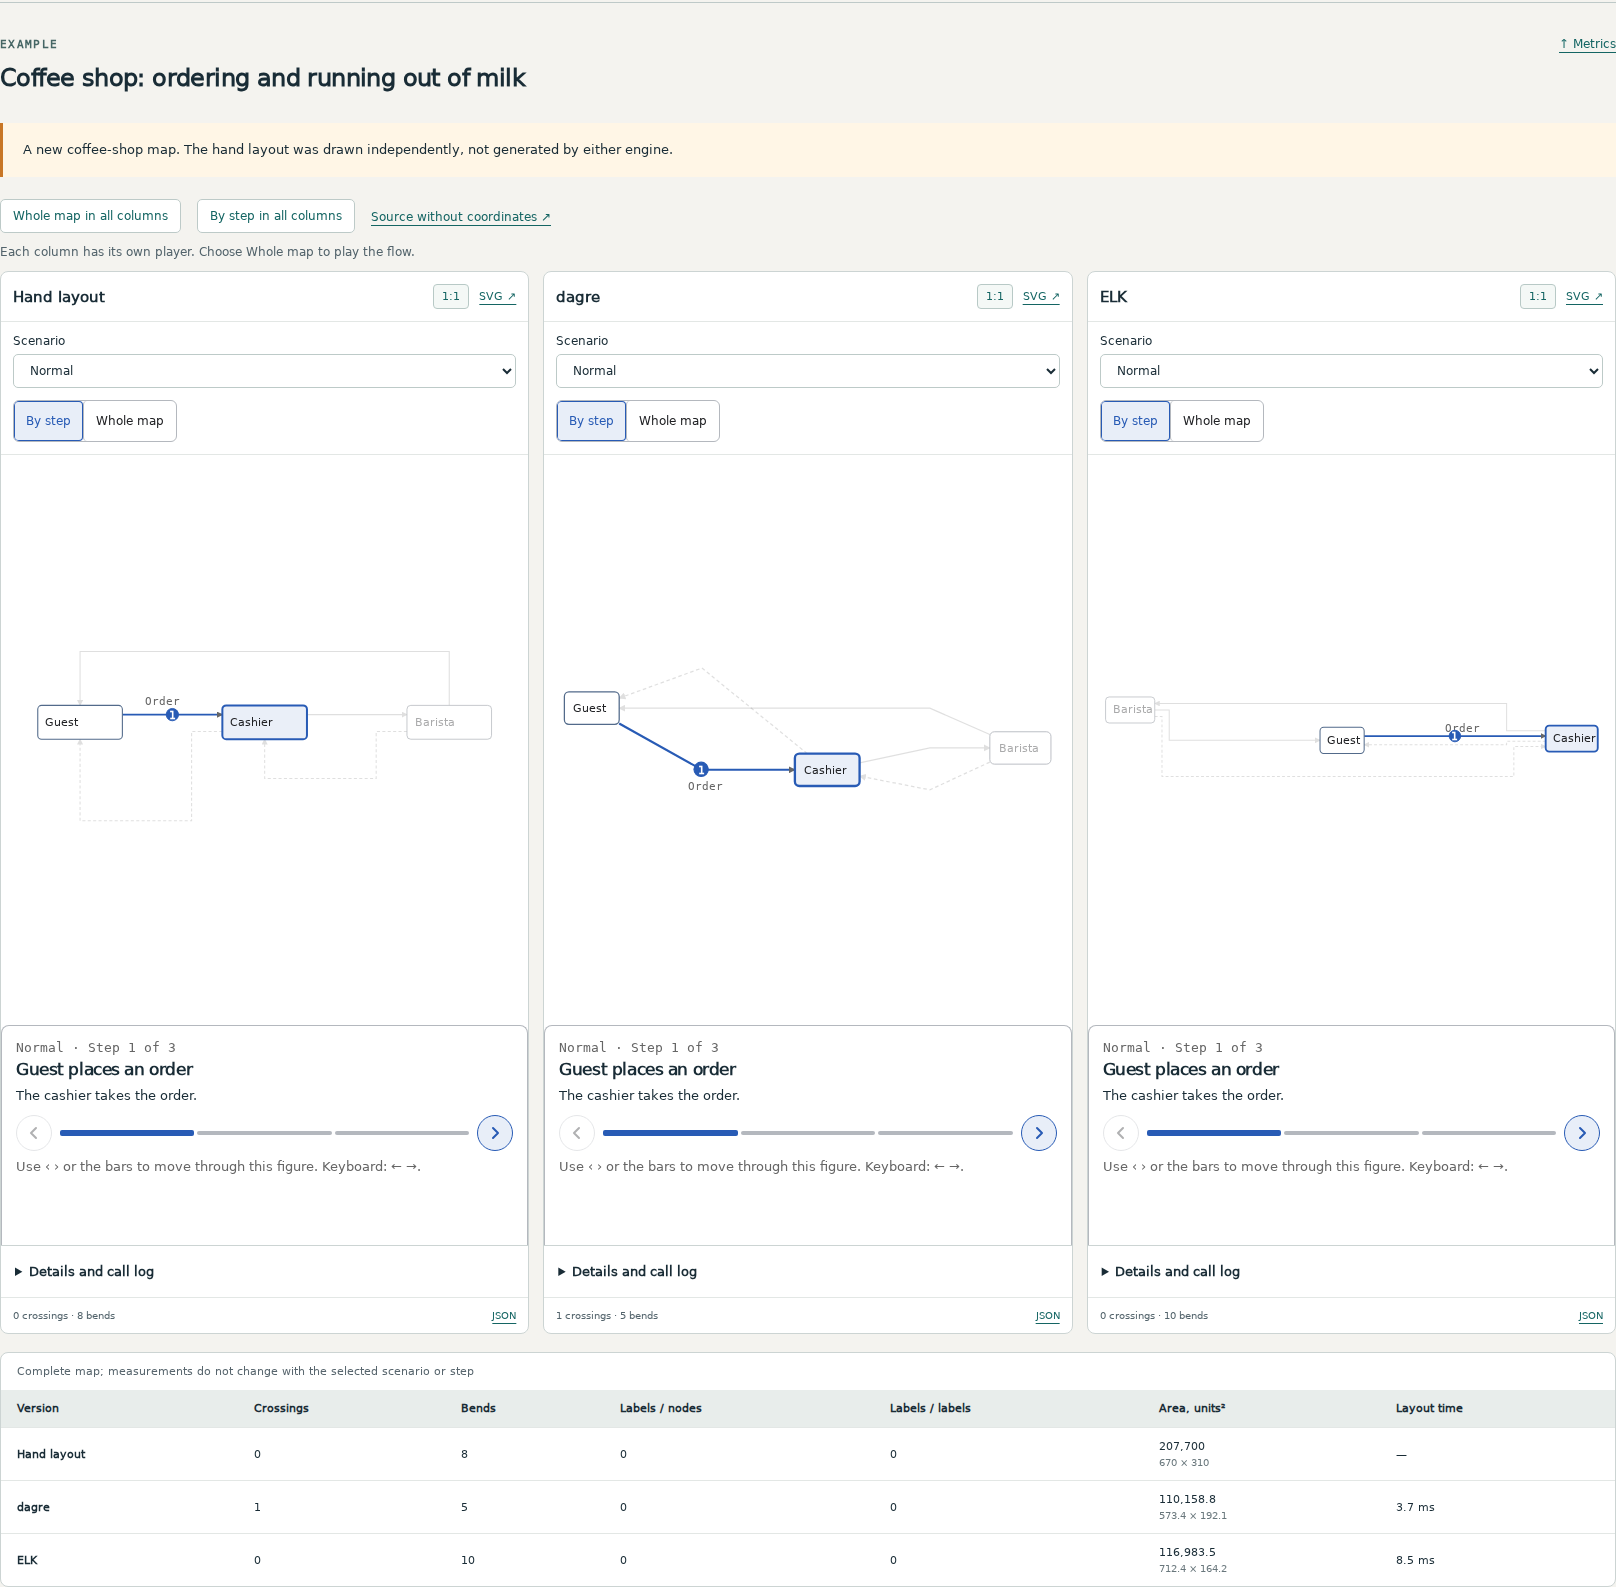 EXAMPLE
↑ Metrics
Coffee shop: ordering and running out of milk
A new coffee-shop map. The hand layout was drawn independently, not generated by either engine.
Whole map in all columns
By step in all columns
Source without coordinates ↗
Each column has its own player. Choose Whole map to play the flow.
Hand layout
1:1
SVG ↗
Scenario
Normal
By step
Whole map
Order
1
Guest
Cashier
Barista
Normal · Step 1 of 3
Guest places an order
The cashier takes the order.
Use ‹ › or the bars to move through this figure. Keyboard: ← →.
▶ Details and call log
0 crossings · 8 bends
JSON
dagre
1:1
SVG ↗
Scenario
Normal
By step
Whole map
Guest
Barista
1
Cashier
Order
Normal · Step 1 of 3
Guest places an order
The cashier takes the order.
Use ‹ › or the bars to move through this figure. Keyboard: ← →.
▶ Details and call log
1 crossings · 5 bends
JSON
ELK
1:1
SVG ↗
Scenario
Normal
By step
Whole map
Barista
Order
1
Guest
Cashier
Normal · Step 1 of 3
Guest places an order
The cashier takes the order.
Use ‹ › or the bars to move through this figure. Keyboard: ← →.
▶ Details and call log
0 crossings · 10 bends
JSON
Complete map; measurements do not change with the selected scenario or step
Version Crossings Bends Labels / nodes Labels / labels Area, units² Layout time
Hand layout 0 8 0 0 207,700 —
670 × 310
dagre 1 5 0 0 110,158.8 3.7 ms
573.4 × 192.1
ELK 0 10 0 0 116,983.5 8.5 ms
712.4 × 164.2